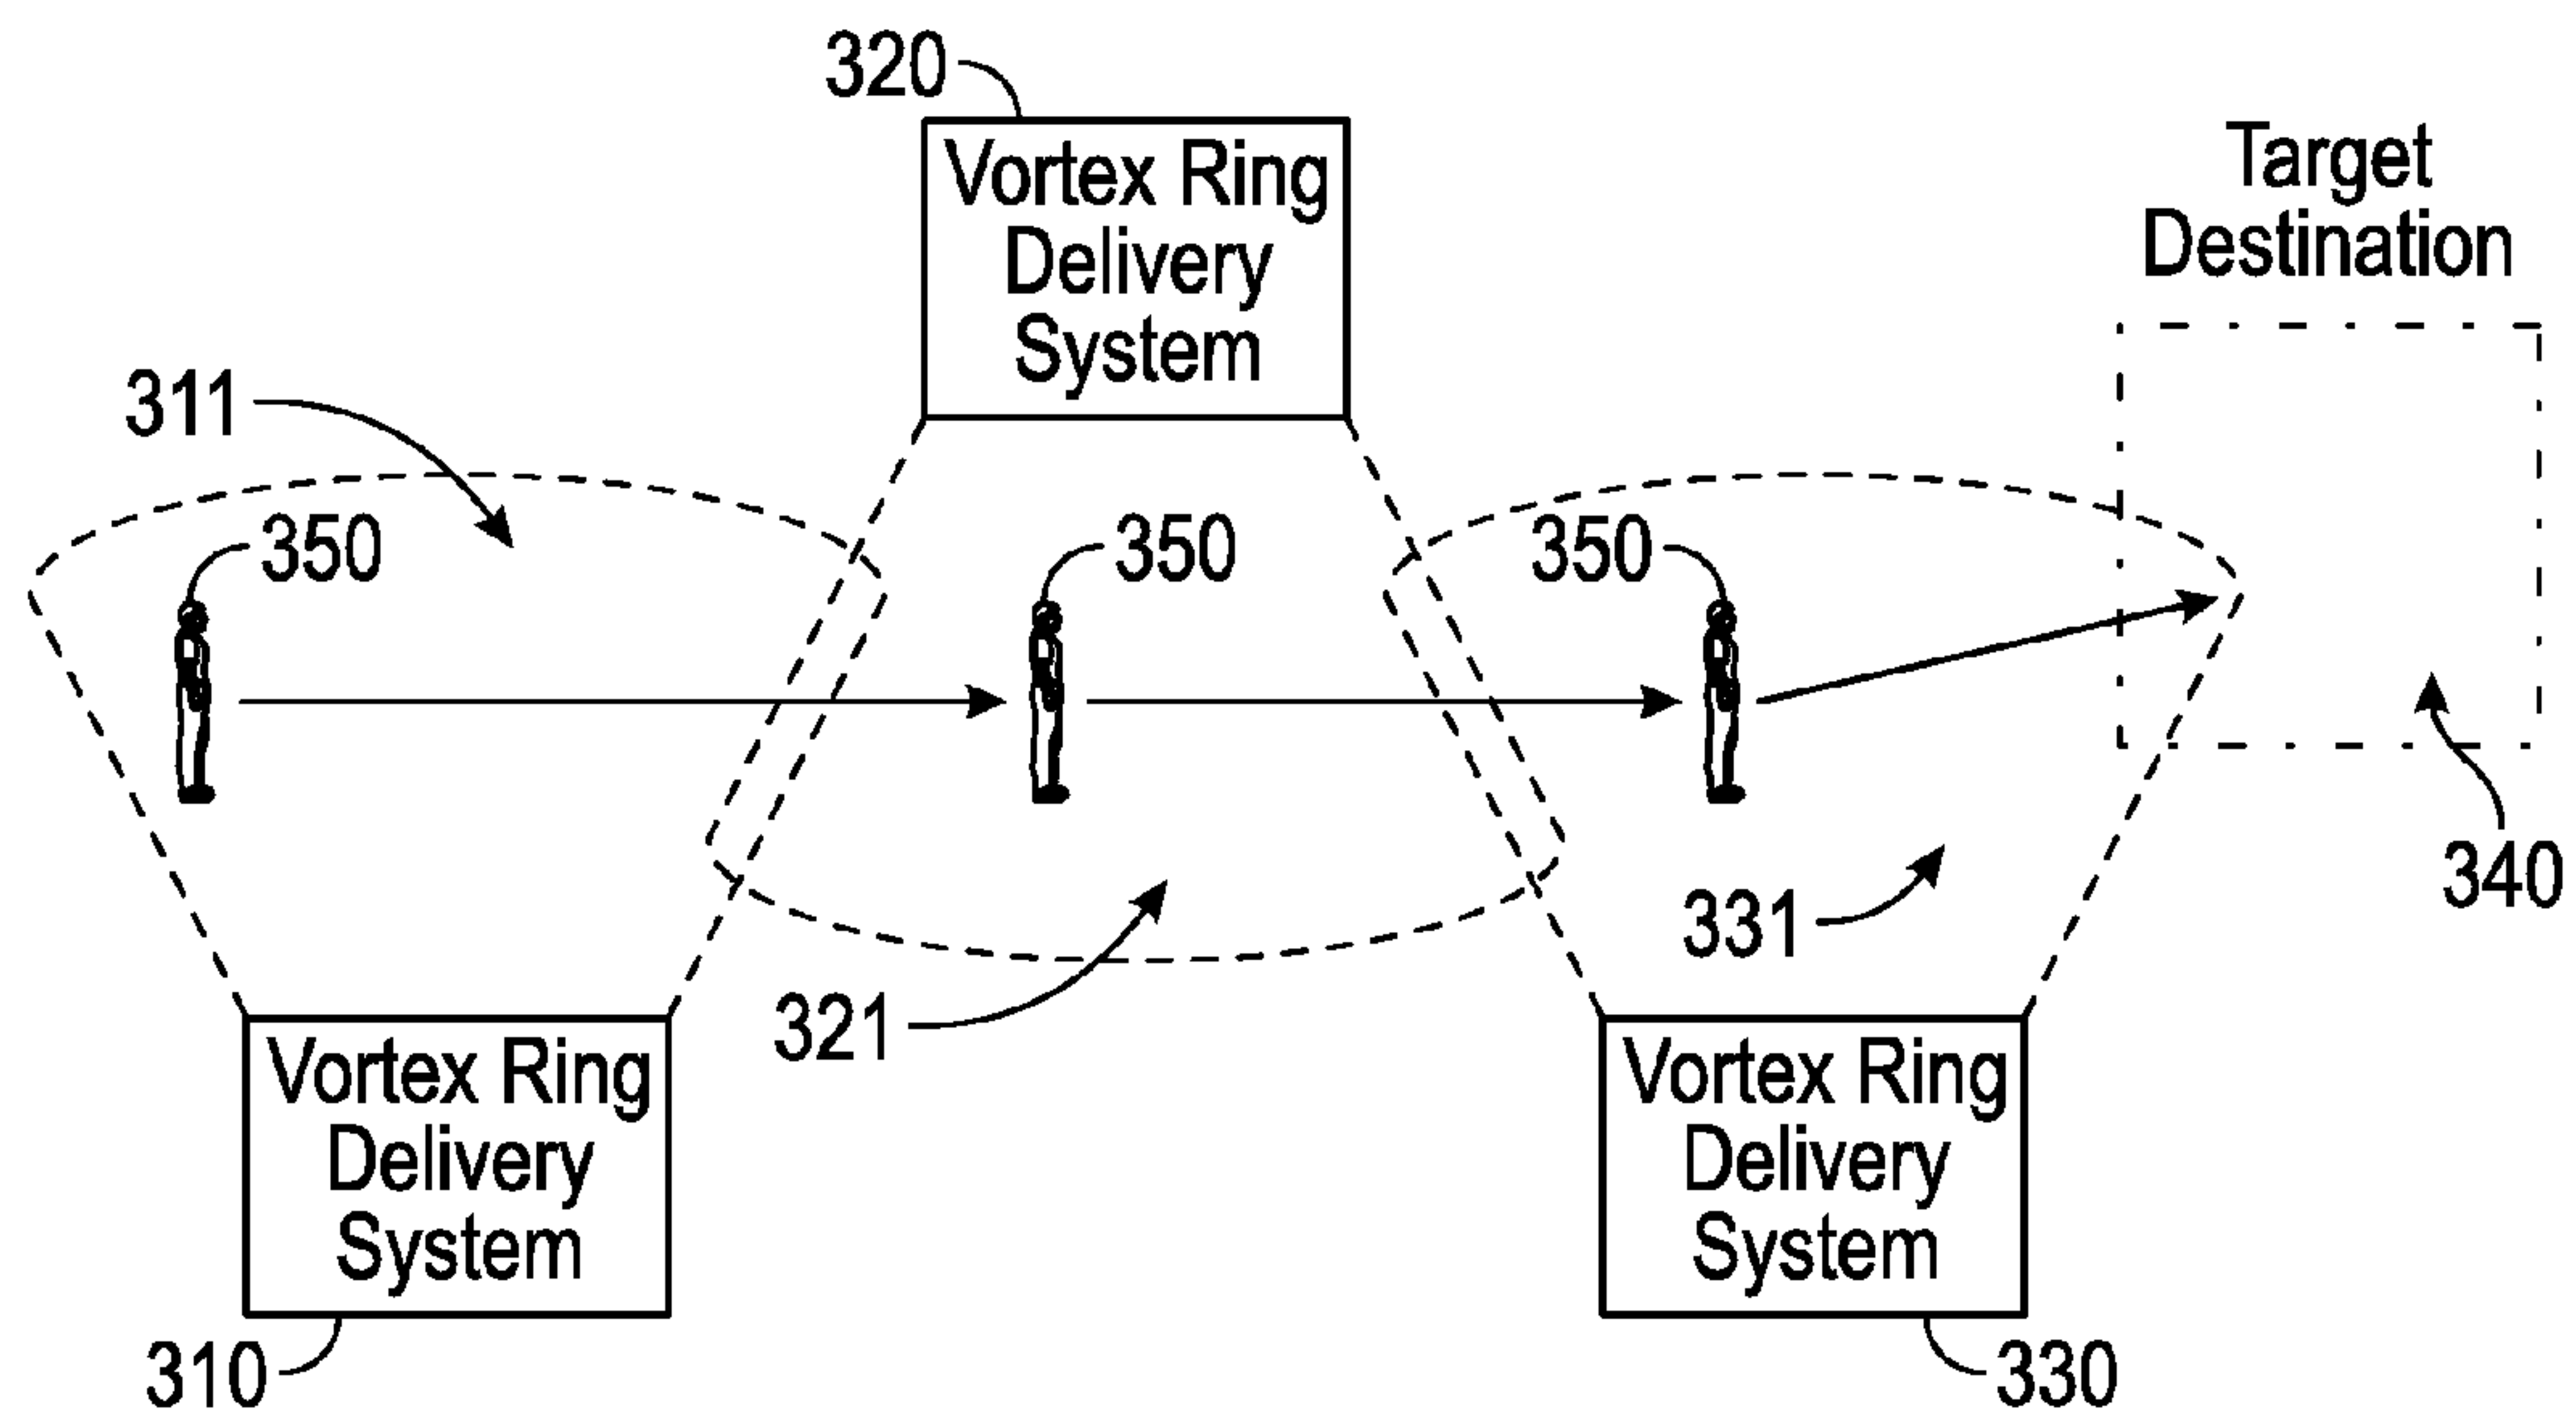 320
Vortex Ring
Delivery
System
Target
Destination
311
350
350
350
340
331
321
Vortex Ring
Delivery
System
310
Vortex Ring
Delivery
System
330